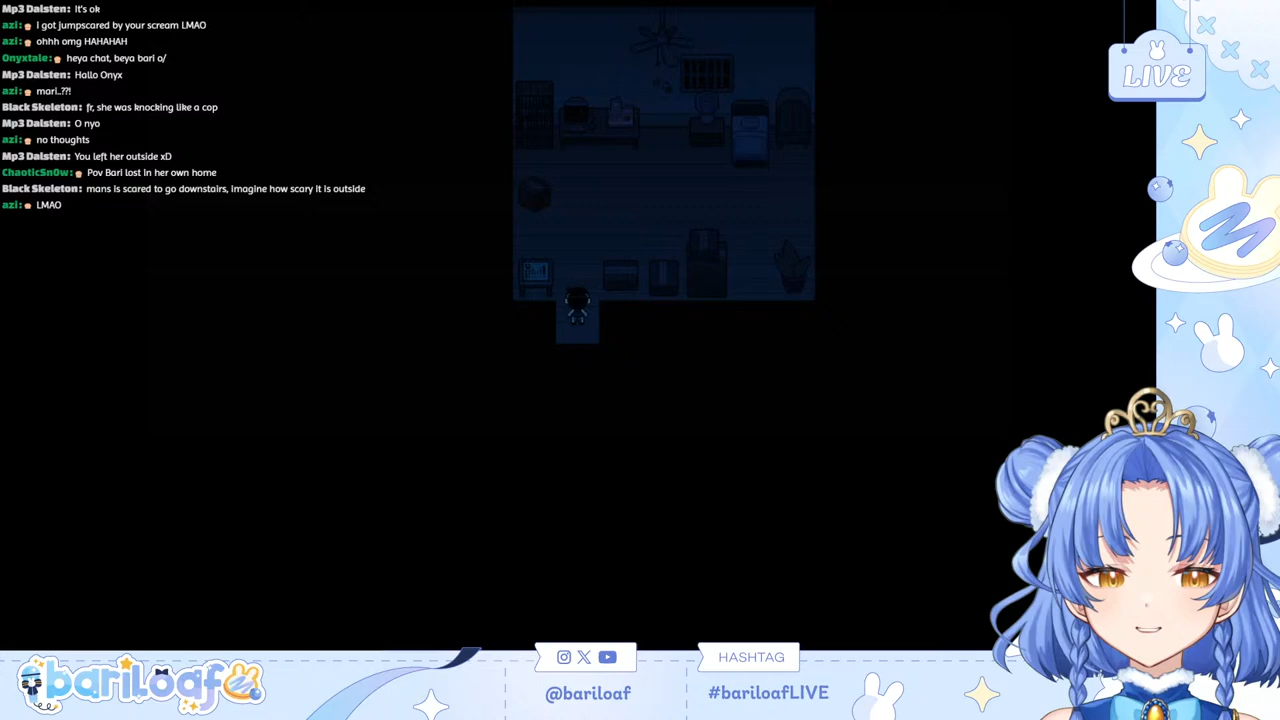 Mp3 Dalsten: It's ok
azi: I got jumpscared by your scream LMAO
azi: ohhh omg HAHAHAH
Onyxtale: heya chat, beya bari o/
Mp3 Dalsten: Hallo Onyx
azi: mari..??!
Black Skeleton: fr, she was knocking like a cop
Mp3 Dalsten: O nyo
azi: no thoughts
Mp3 Dalsten: You left her outside xD
ChaoticSn0w: Pov Bari lost in her own home
Black Skeleton: mans is scared to go downstairs, imagine how scary it is outside
azi: LMAO
LIVE
bariloaf
@bariloaf
HASHTAG
#bariloafLIVE